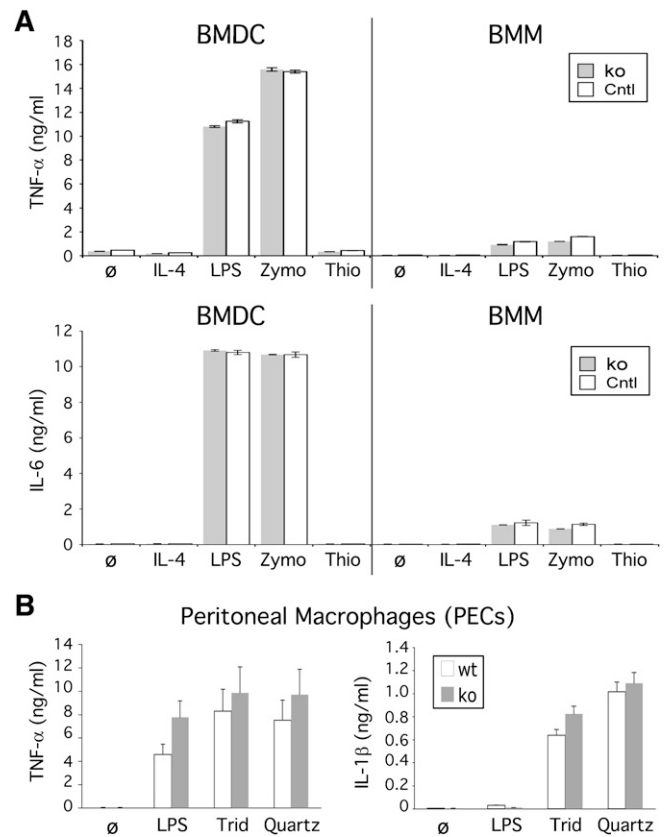 A
BMDC
BMM
TNF-α (ng/ml)
18
16
14
12
10
8
6
4
2
0
ko
Cntl
ø IL-4 LPS Zymo Thio ø IL-4 LPS Zymo Thio
BMDC
BMM
IL-6 (ng/ml)
12
10
8
6
4
2
0
ko
Cntl
ø IL-4 LPS Zymo Thio ø IL-4 LPS Zymo Thio
B
Peritoneal Macrophages (PECs)
TNF-α (ng/ml)
14
12
10
8
6
4
2
0
ø LPS Trid Quartz
IL-1β (ng/ml)
1.4
1.2
1.0
0.8
0.6
0.4
0.2
0
wt
ko
ø LPS Trid Quartz